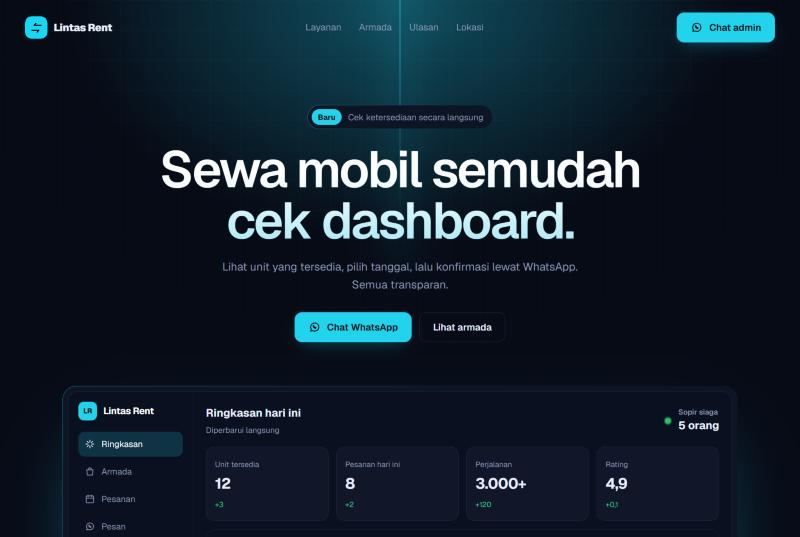 Lintas Rent
Layanan Armada Ulasan Lokasi
Chat admin
Baru Cek ketersediaan secara langsung
Sewa mobil semudah
cek dashboard.
Lihat unit yang tersedia, pilih tanggal, lalu konfirmasi lewat WhatsApp.
Semua transparan.
Chat WhatsApp
Lihat armada
LR Lintas Rent
Ringkasan
Armada
Pesanan
Pesan
Ringkasan hari ini
Diperbarui langsung
Sopir siaga
5 orang
Unit tersedia
12
+3
Pesanan hari ini
8
+2
Perjalanan
3.000+
+120
Rating
4,9
+0,1